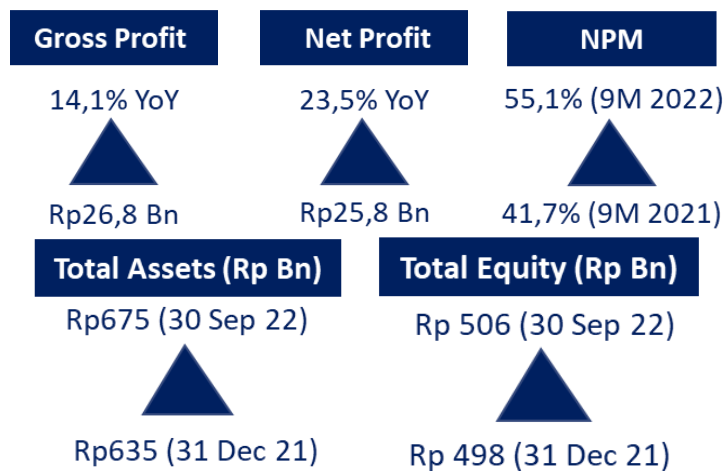 Gross Profit
14,1% YoY
Rp26,8 Bn
Net Profit
23,5% YoY
Rp25,8 Bn
NPM
55,1% (9M 2022)
41,7% (9M 2021)
Total Assets (Rp Bn)
Rp675 (30 Sep 22)
Rp635 (31 Dec 21)
Total Equity (Rp Bn)
Rp 506 (30 Sep 22)
Rp 498 (31 Dec 21)